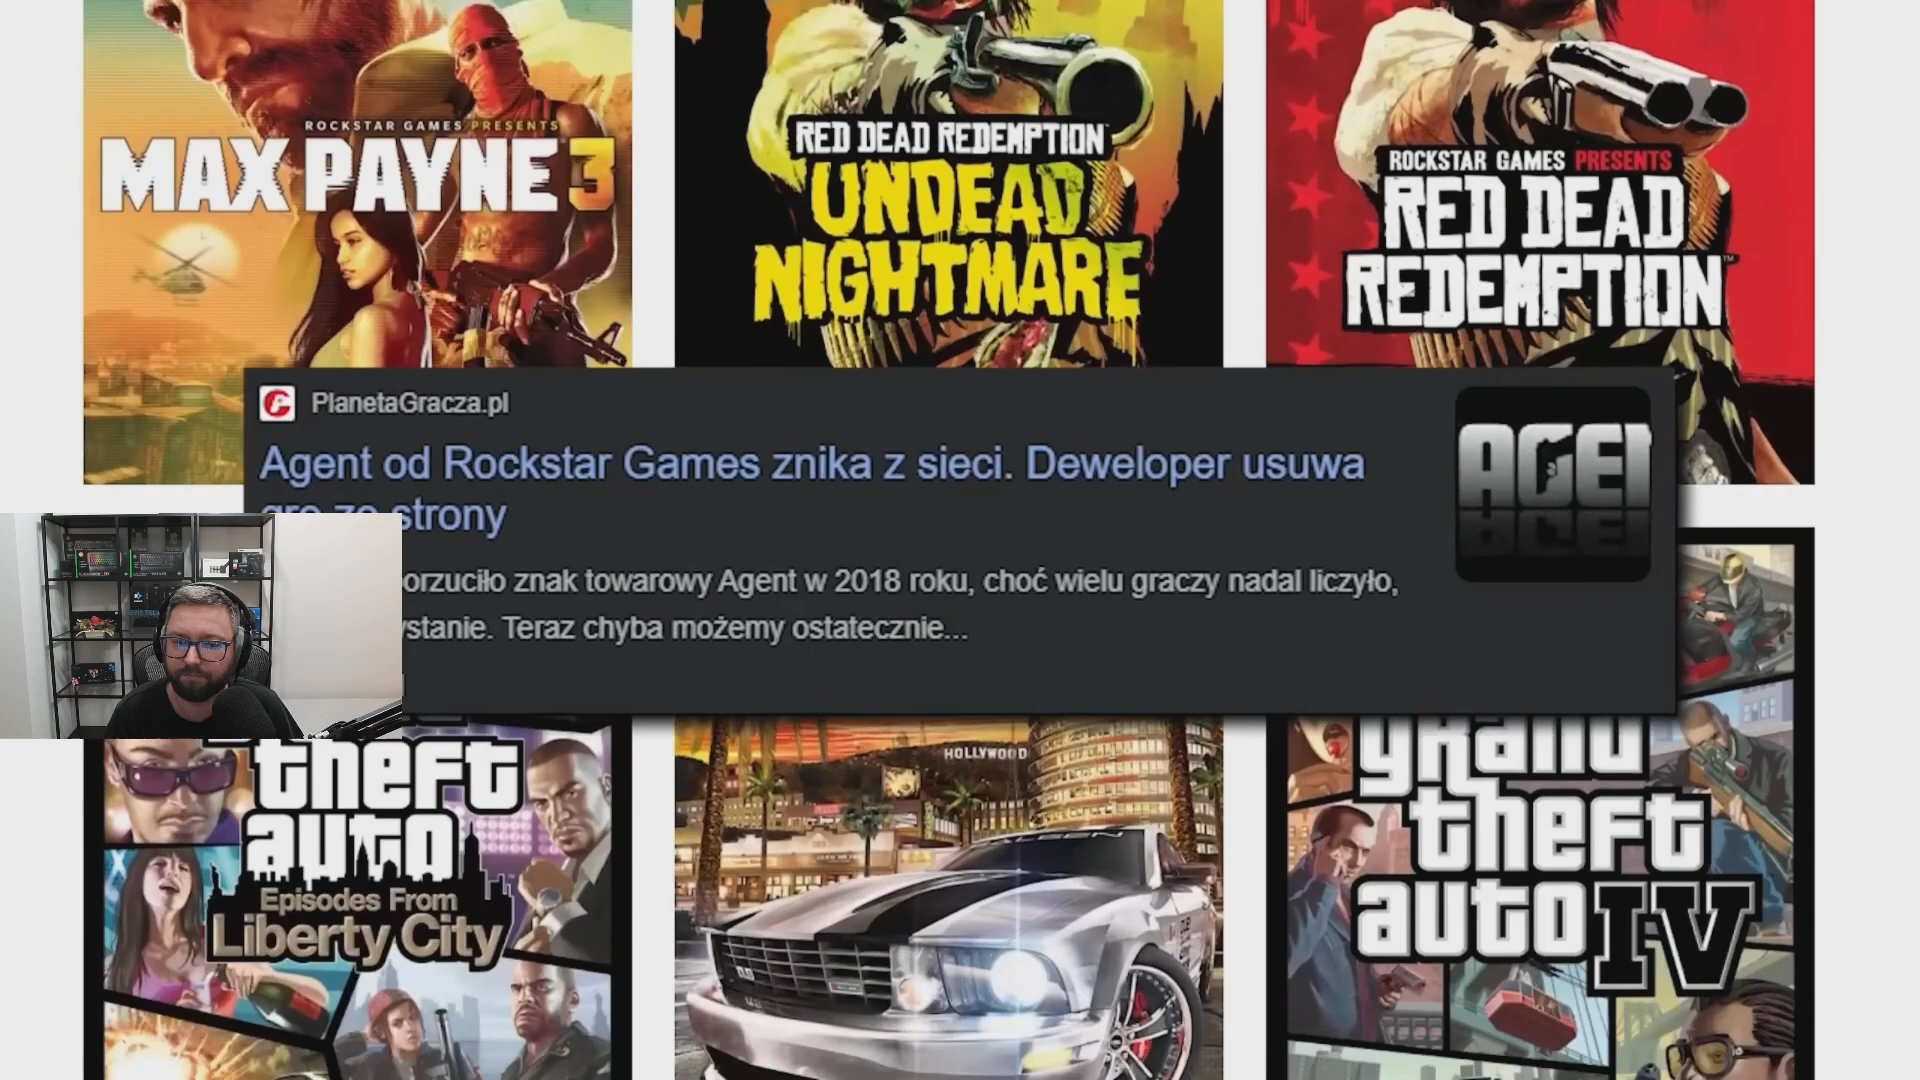 ROCKSTAR GAMES PRESENTS
MAX PAYNE 3
RED DEAD REDEMPTION
UNDEAD
NIGHTMARE
ROCKSTAR GAMES PRESENTS
RED DEAD
REDEMPTION
PlanetaGracza.pl
Agent od Rockstar Games znika z sieci. Deweloper usuwa
strony
znak towarowy Agent w 2018 roku, choć wielu graczy nadal liczyło,
Teraz chyba możemy ostatecznie...
AGEN
theft
auto
Episodes From
Liberty City
HOLLYWOOD
grand
theft
auto IV